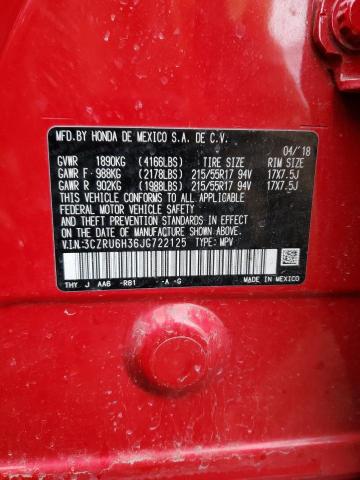 MFD.BY HONDA DE MEXICO S.A. DE C.V.
04/'18
GVWR 1890KG (4166LBS) TIRE SIZE RIM SIZE
GAWR F- 988KG (2178LBS) 215/55R17 94V 17X7.5J
GAWR R 902KG (1988LBS) 215/55R17 94V 17X7.5J
THIS VEHICLE CONFORMS TO ALL APPLICABLE
FEDERAL MOTOR VEHICLE SAFETY, BUMPER, AND THEFT
PREVENTION STANDARDS IN EFFECT ON THE
DATE OF MANUFACTURE SHOWN ABOVE.
V.I.N:3CZRU6H36JG722125 TYPE: MPV
THY J AA6 -R81 -A -G MADE IN MEXICO